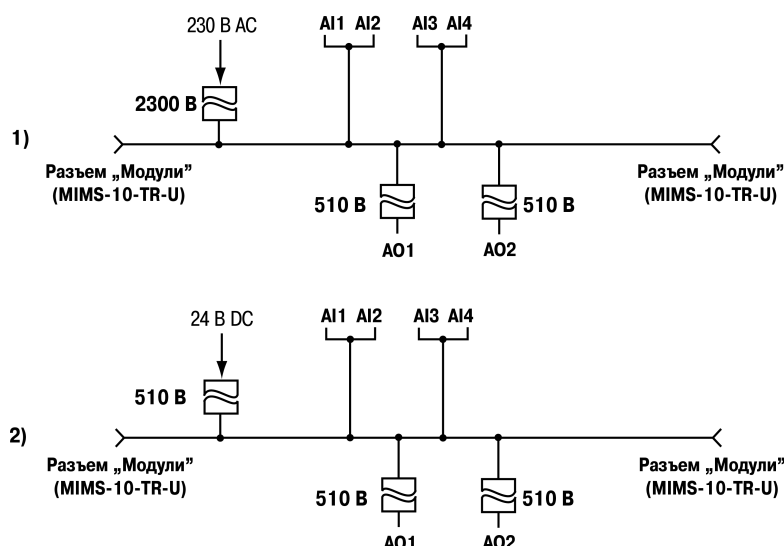 230 В AC
AI1 AI2
AI3 AI4
2300 В
1)
Разъем „Модули”
(MIMS-10-TR-U)
Разъем „Модули”
(MIMS-10-TR-U)
510 В
510 В
AO1
AO2
24 В DC
AI1 AI2
AI3 AI4
510 В
2)
Разъем „Модули”
(MIMS-10-TR-U)
Разъем „Модули”
(MIMS-10-TR-U)
510 В
510 В
AO1
AO2